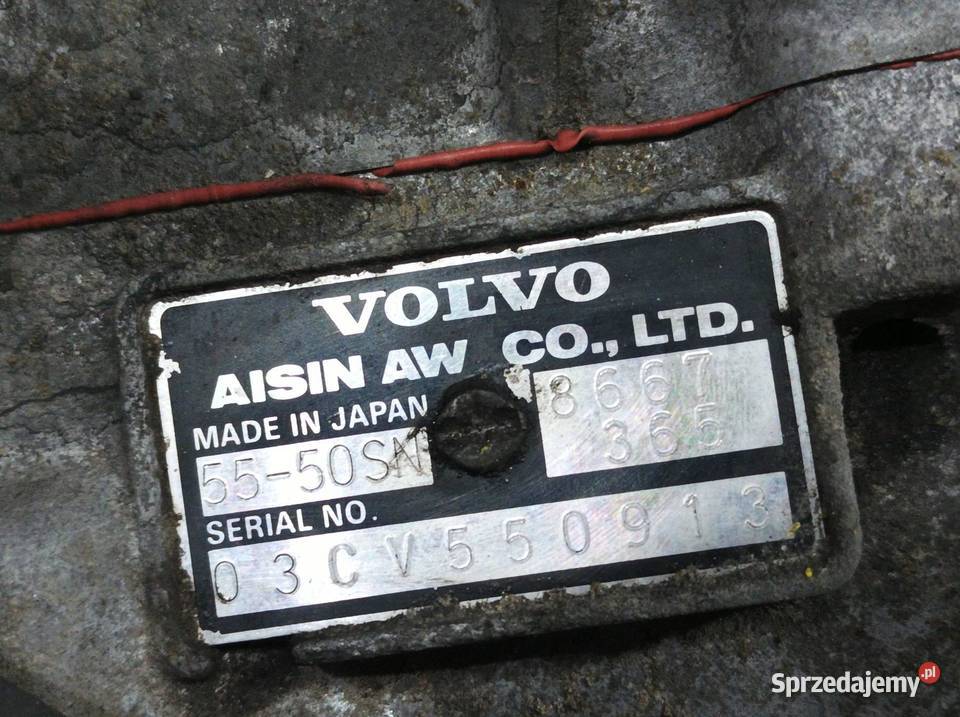 VOLVO
AISIN AW CO., LTD.
MADE IN JAPAN
8667
365
55-50SN
SERIAL NO.
03CV550913
Sprzedajemy.pl